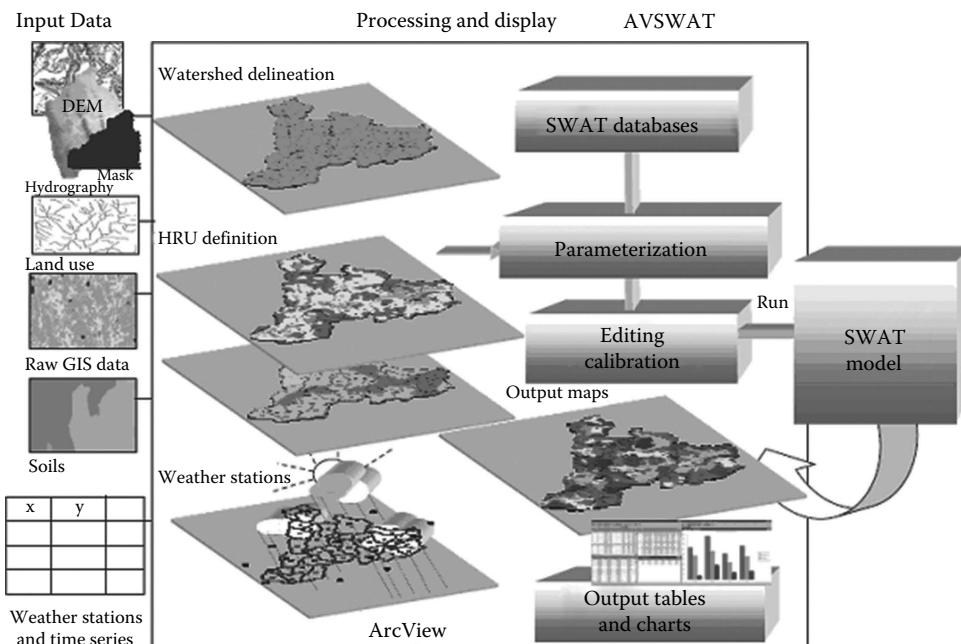 Input Data
Processing and display
AVSWAT
DEM
Mask
Hydrography
Land use
Raw GIS data
Soils
x y
Weather stations
and time series
Watershed delineation
HRU definition
Weather stations
ArcView
SWAT databases
Parameterization
Editing
calibration
Run
SWAT
model
Output maps
Output tables
and charts